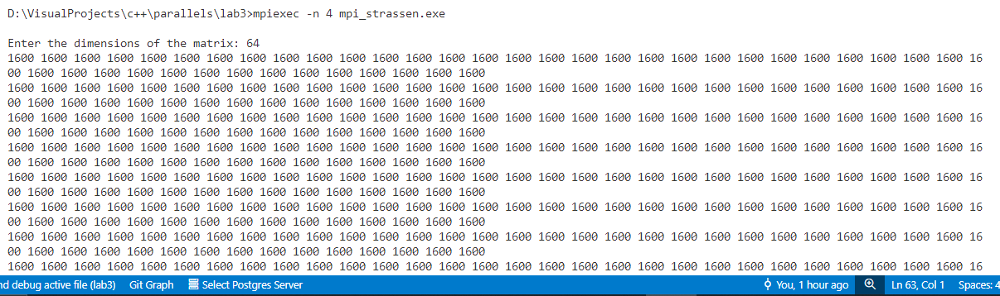 D:\VisualProjects\c++\parallels\lab3>mpiexec -n 4 mpi_strassen.exe
Enter the dimensions of the matrix: 64
1600 1600 1600 1600 1600 1600 1600 1600 1600 1600 1600 1600 1600 1600 1600 1600 1600 1600 1600 1600 1600 1600 1600 1600 1600 1600 1600 1600 1600 16
00 1600 1600 1600 1600 1600 1600 1600 1600 1600 1600 1600 1600 1600 1600
1600 1600 1600 1600 1600 1600 1600 1600 1600 1600 1600 1600 1600 1600 1600 1600 1600 1600 1600 1600 1600 1600 1600 1600 1600 1600 1600 1600 1600 16
00 1600 1600 1600 1600 1600 1600 1600 1600 1600 1600 1600 1600 1600 1600
1600 1600 1600 1600 1600 1600 1600 1600 1600 1600 1600 1600 1600 1600 1600 1600 1600 1600 1600 1600 1600 1600 1600 1600 1600 1600 1600 1600 1600 16
00 1600 1600 1600 1600 1600 1600 1600 1600 1600 1600 1600 1600 1600 1600
1600 1600 1600 1600 1600 1600 1600 1600 1600 1600 1600 1600 1600 1600 1600 1600 1600 1600 1600 1600 1600 1600 1600 1600 1600 1600 1600 1600 1600 16
00 1600 1600 1600 1600 1600 1600 1600 1600 1600 1600 1600 1600 1600 1600
1600 1600 1600 1600 1600 1600 1600 1600 1600 1600 1600 1600 1600 1600 1600 1600 1600 1600 1600 1600 1600 1600 1600 1600 1600 1600 1600 1600 1600 16
00 1600 1600 1600 1600 1600 1600 1600 1600 1600 1600 1600 1600 1600 1600
1600 1600 1600 1600 1600 1600 1600 1600 1600 1600 1600 1600 1600 1600 1600 1600 1600 1600 1600 1600 1600 1600 1600 1600 1600 1600 1600 1600 1600 16
00 1600 1600 1600 1600 1600 1600 1600 1600 1600 1600 1600 1600 1600 1600
1600 1600 1600 1600 1600 1600 1600 1600 1600 1600 1600 1600 1600 1600 1600 1600 1600 1600 1600 1600 1600 1600 1600 1600 1600 1600 1600 1600 1600 16
00 1600 1600 1600 1600 1600 1600 1600 1600 1600 1600 1600 1600 1600 1600
1600 1600 1600 1600 1600 1600 1600 1600 1600 1600 1600 1600 1600 1600 1600 1600 1600 1600 1600 1600 1600 1600 1600 1600 1600 1600 1600 1600 1600 16
nd debug active file (lab3) Git Graph Select Postgres Server You, 1 hour ago Ln 63, Col 1 Spaces: 4